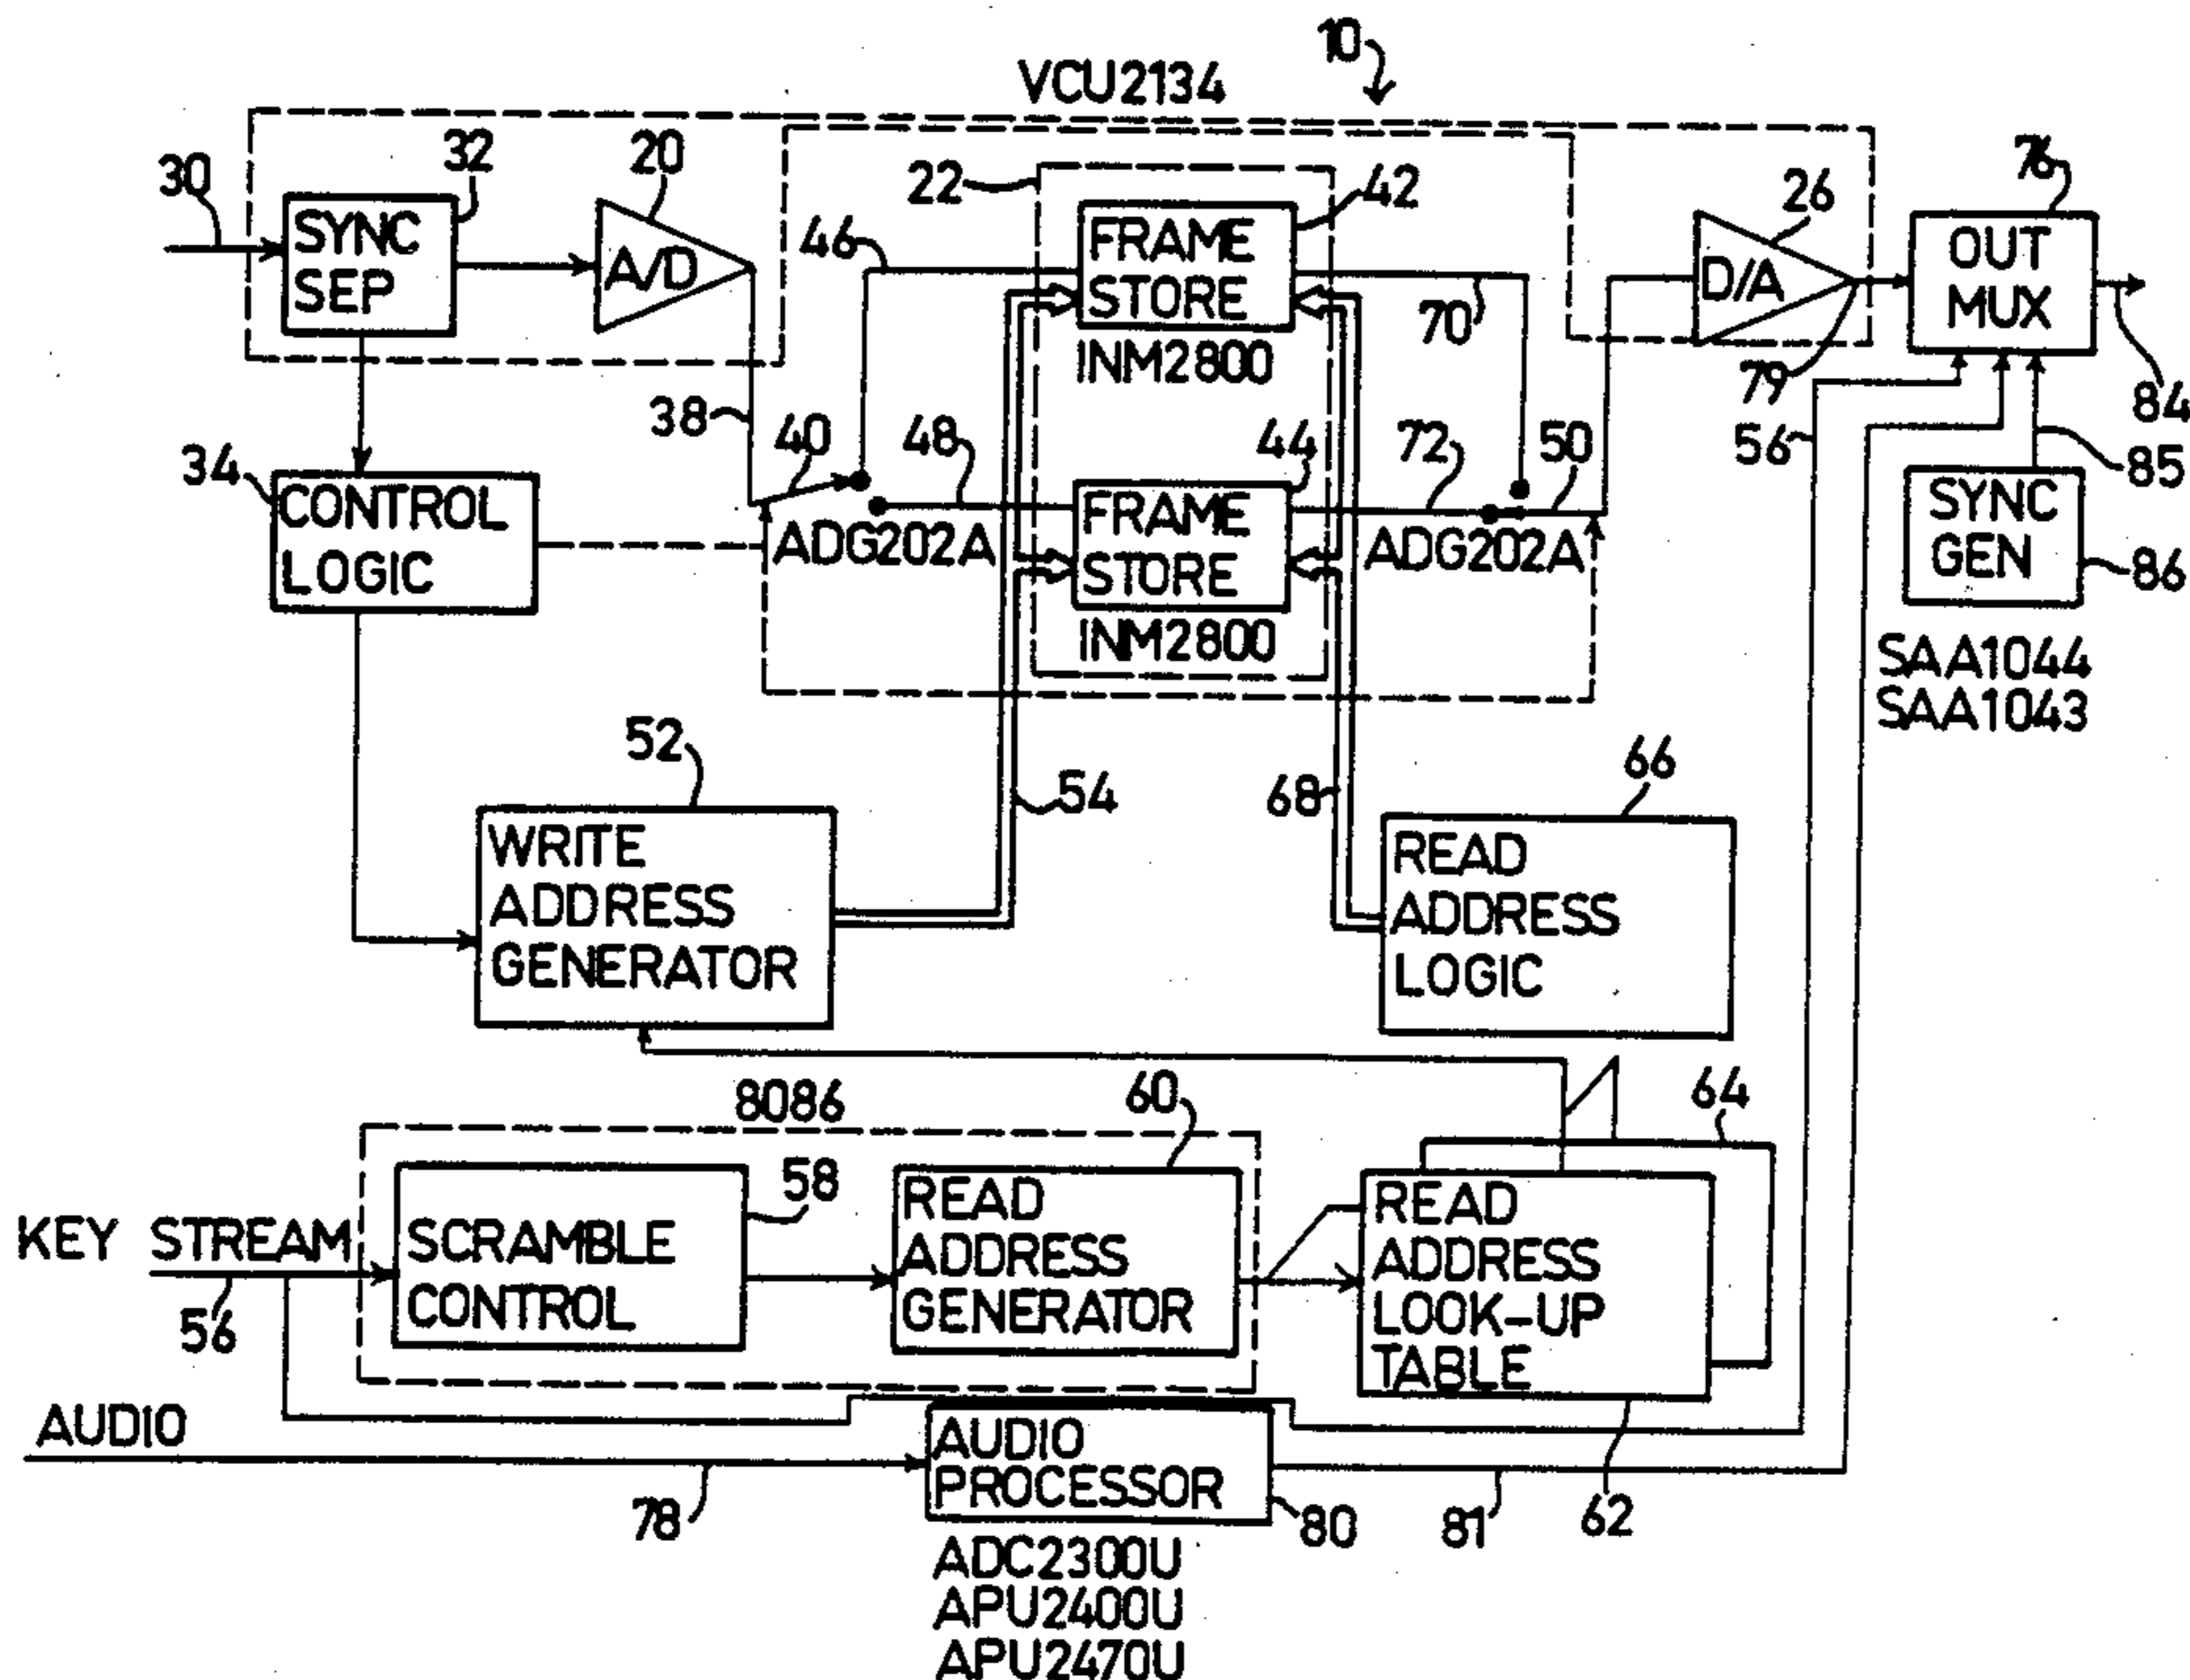 10
VCU2134
30
32
20
22
42
26
76
SYNC
SEP
A/D
46
FRAME
STORE
INM2800
70
D/A
79
OUT
MUX
84
38
40
48
44
72
50
56
85
34
CONTROL
LOGIC
ADG202A
FRAME
STORE
INM2800
ADG202A
SYNC
GEN
86
SAA1044
SAA1043
52
54
68
66
WRITE
ADDRESS
GENERATOR
READ
ADDRESS
LOGIC
8086
60
64
58
KEY STREAM
56
SCRAMBLE
CONTROL
READ
ADDRESS
GENERATOR
READ
ADDRESS
LOOK-UP
TABLE
62
AUDIO
78
AUDIO
PROCESSOR
80
81
ADC2300U
APU2400U
APU2470U